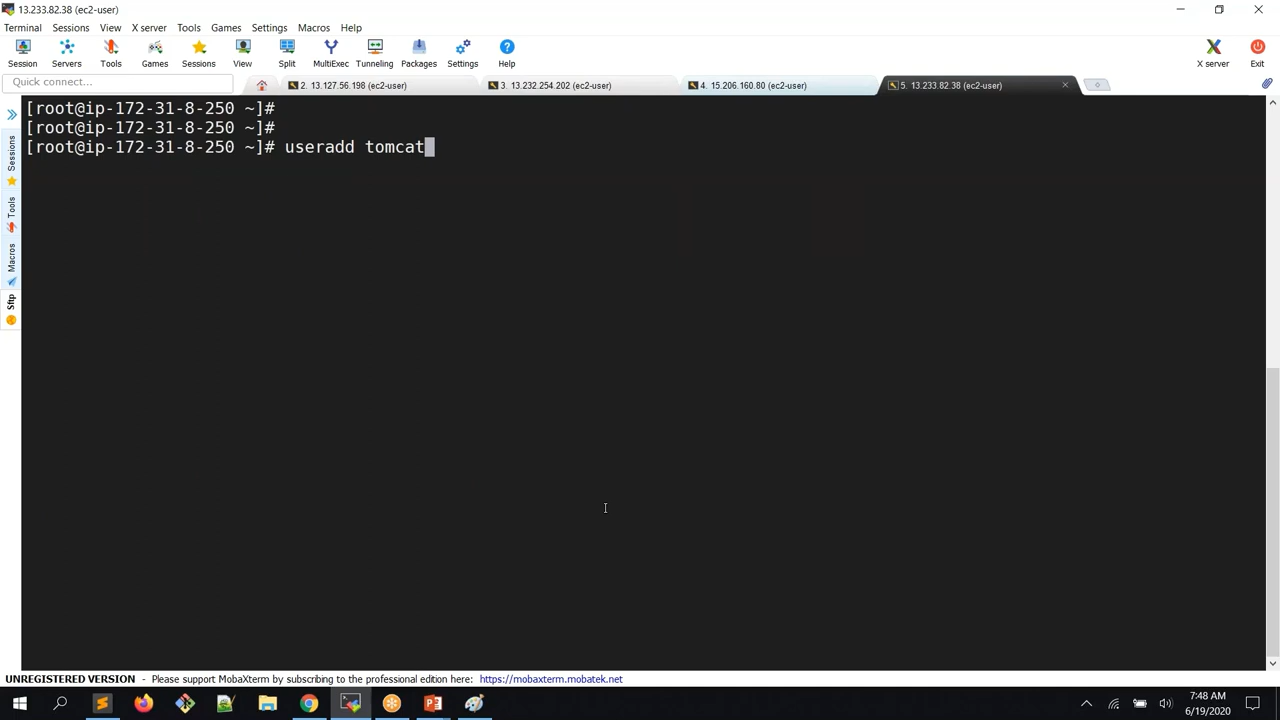 13.233.82.38 (ec2-user)
Terminal Sessions View X server Tools Games Settings Macros Help
Session Servers Tools Games Sessions View Split MultiExec Tunneling Packages Settings Help X server Exit
Quick connect...
2. 13.127.56.198 (ec2-user)
3. 13.232.254.202 (ec2-user)
4. 15.206.160.80 (ec2-user)
5. 13.233.82.38 (ec2-user)
Sessions
Tools
Macros
Sftp
[root@ip-172-31-8-250 ~]#
[root@ip-172-31-8-250 ~]#
[root@ip-172-31-8-250 ~]# useradd tomcat
UNREGISTERED VERSION - Please support MobaXterm by subscribing to the professional edition here: https://mobaxterm.mobatek.net
7:48 AM
6/19/2020